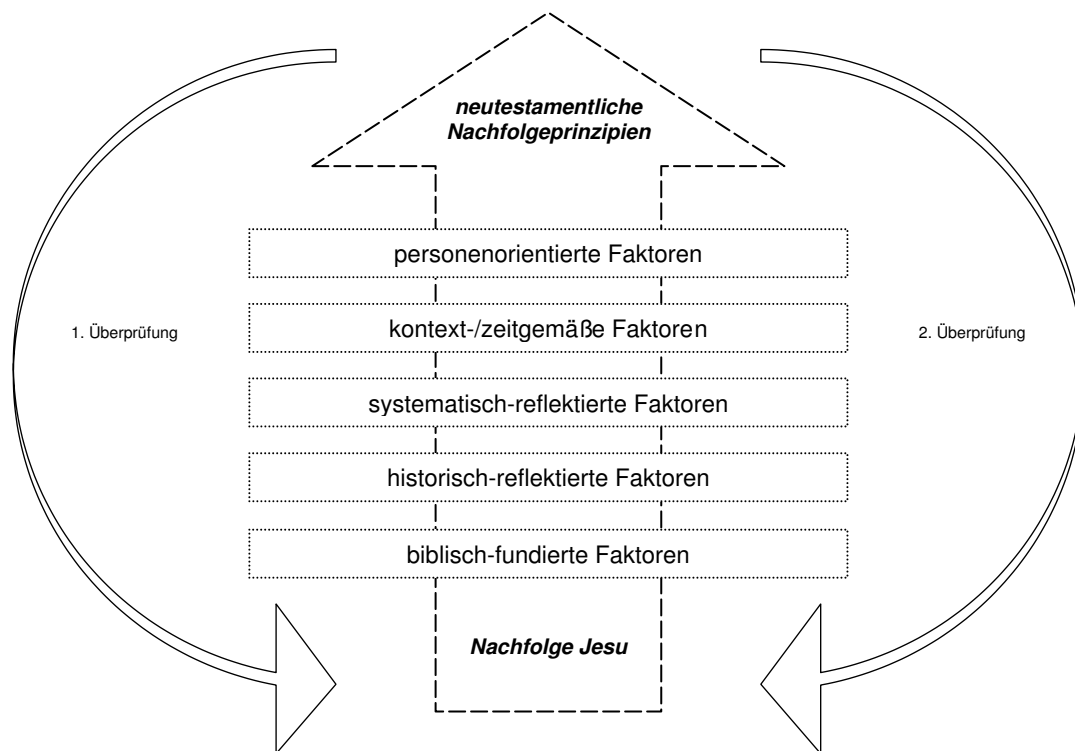 neutestamentliche
Nachfolgeprinzipien
personenorientierte Faktoren
1. Überprüfung
kontext-/zeitgemäße Faktoren
2. Überprüfung
systematisch-reflektierte Faktoren
historisch-reflektierte Faktoren
biblisch-fundierte Faktoren
Nachfolge Jesu